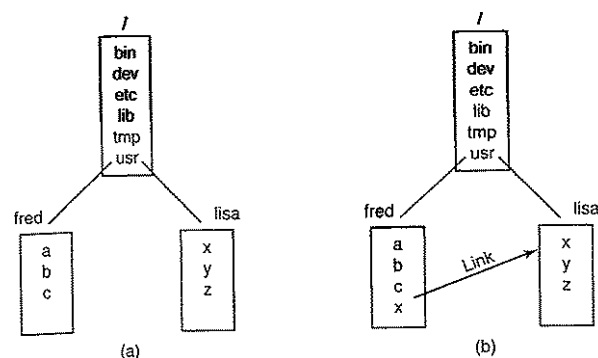 /
bin
dev
etc
lib
tmp
usr
fred
lisa
a
b
c
x
y
z
(a)
/
bin
dev
etc
lib
tmp
usr
fred
lisa
a
b
c
x
Link
x
y
z
(b)